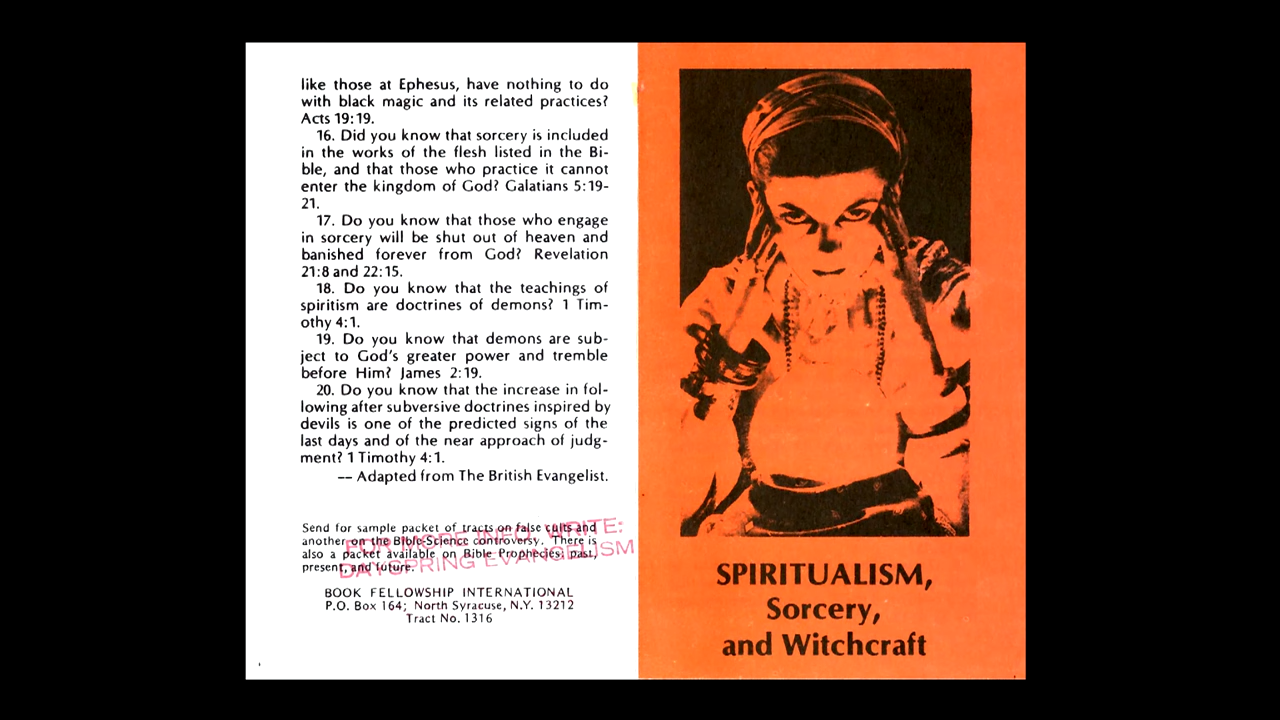 like those at Ephesus, have nothing to do
with black magic and its related practices?
Acts 19:19.
16. Did you know that sorcery is included
in the works of the flesh listed in the Bi-
ble, and that those who practice it cannot
enter the kingdom of God? Galatians 5:19-
21.
17. Do you know that those who engage
in sorcery will be shut out of heaven and
banished forever from God? Revelation
21:8 and 22:15.
18. Do you know that the teachings of
spiritism are doctrines of demons? 1 Tim-
othy 4:1.
19. Do you know that demons are sub-
ject to God's greater power and tremble
before Him? James 2:19.
20. Do you know that the increase in fol-
lowing after subversive doctrines inspired by
devils is one of the predicted signs of the
last days and of the near approach of judg-
ment? 1 Timothy 4:1.
-- Adapted from The British Evangelist.
Send for sample packet of tracts on false cults and
another on the Bible-Science controversy. There is
also a packet available on Bible Prophecies: past,
present, and future.
FOR MORE INFO. WRITE:
DAYSPRING EVANGELISM
BOOK FELLOWSHIP INTERNATIONAL
P.O. Box 164; North Syracuse, N.Y. 13212
Tract No. 1316
SPIRITUALISM,
Sorcery,
and Witchcraft